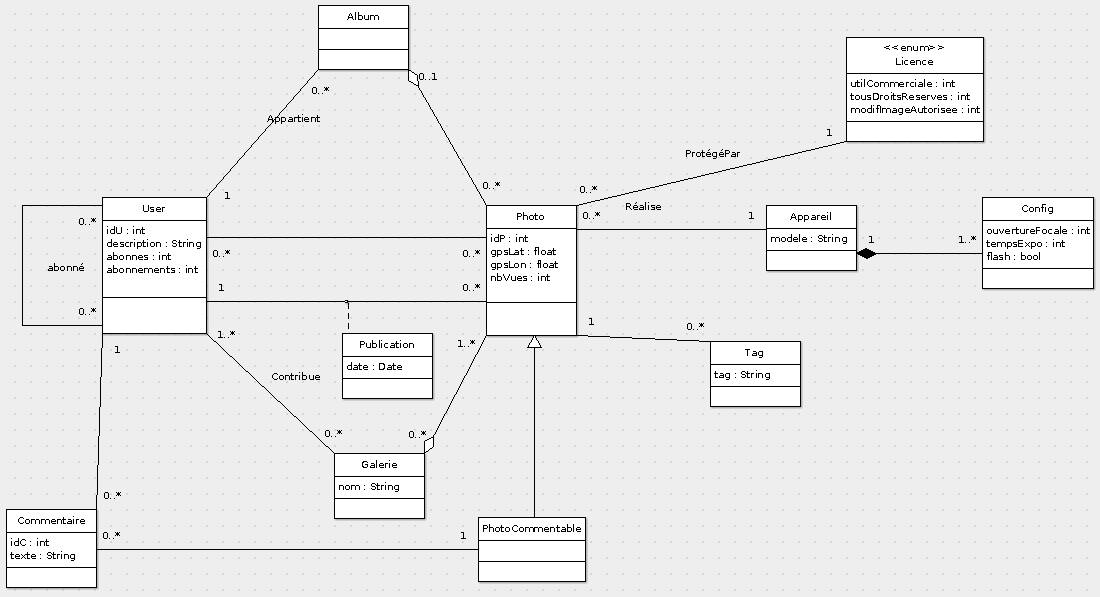 Album
0..1
0..*
Appartient
<<enum>>
Licence
utilCommerciale : int
tousDroitsReserves : int
modifImageAutorisee : int
1
ProtégéPar
0..*
0..*
1
0..*
Réalise
1
User
idU : int
description : String
abonnes : int
abonnements : int
0..*
abonné
0..*
0..*
0..*
1
0..*
Photo
idP : int
gpsLat : float
gpsLon : float
nbVues : int
Appareil
modele : String
1
1..*
Config
ouvertureFocale : int
tempsExpo : int
flash : bool
Publication
date : Date
1
1..*
1..*
1
0..*
Tag
tag : String
Contribue
0..*
0..*
Galerie
nom : String
0..*
Commentaire
idC : int
texte : String
0..*
1
PhotoCommentable